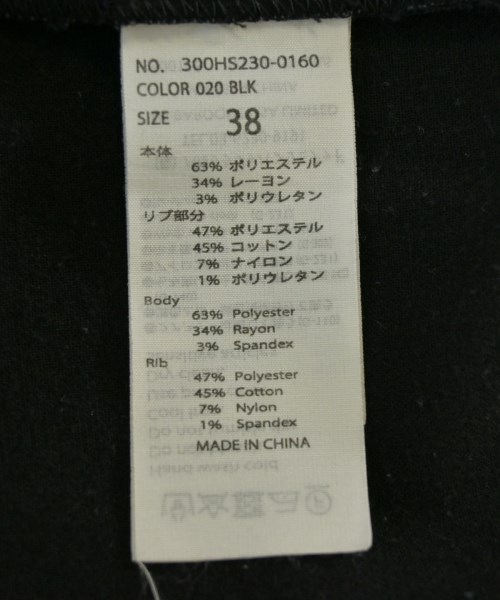 NO. 300HS230-0160
COLOR 020 BLK
SIZE 38
本体
63% ポリエステル
34% レーヨン
3% ポリウレタン
リブ部分
47% ポリエステル
45% コットン
7% ナイロン
1% ポリウレタン
Body
63% Polyester
34% Rayon
3% Spandex
Rib
47% Polyester
45% Cotton
7% Nylon
1% Spandex
MADE IN CHINA